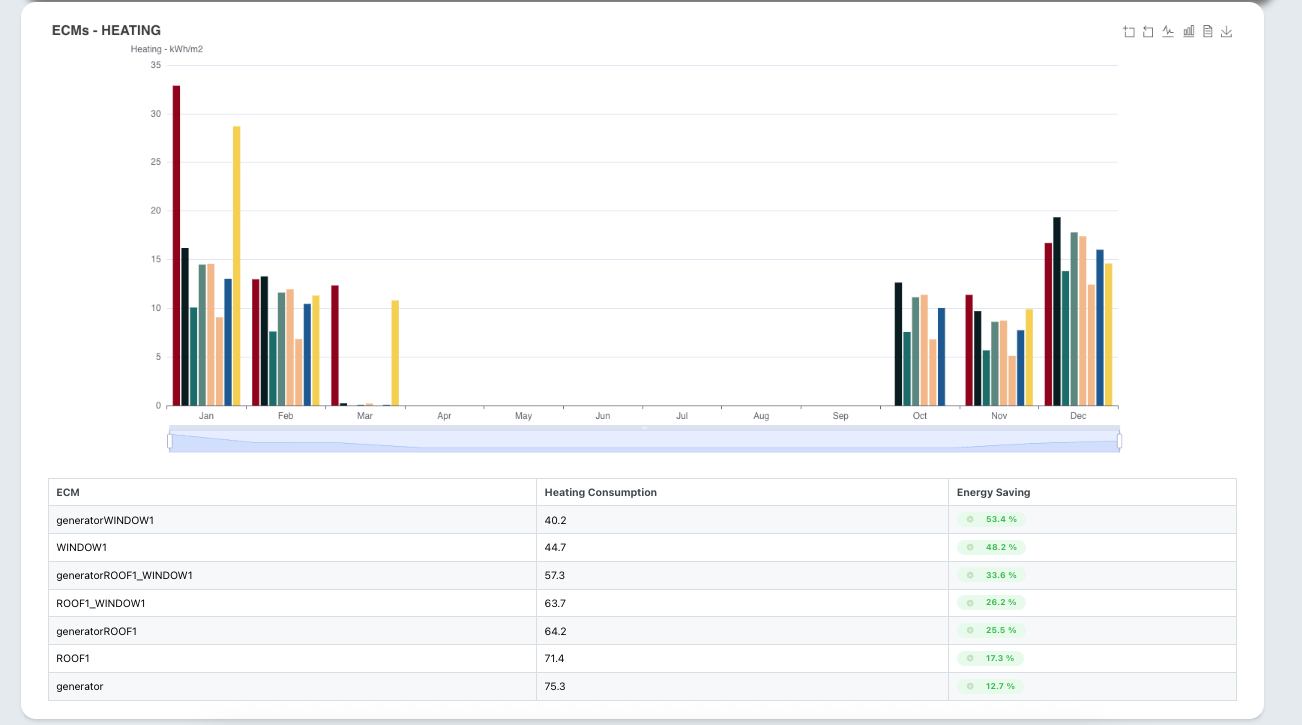 ECMs - HEATING
Heating - kWh/m2
35
30
25
20
15
10
5
0
Jan Feb Mar Apr May Jun Jul Aug Sep Oct Nov Dec
ECM Heating Consumption Energy Saving
generatorWINDOW1 40.2 53.4 %
WINDOW1 44.7 48.2 %
generatorROOF1_WINDOW1 57.3 33.6 %
ROOF1_WINDOW1 63.7 26.2 %
generatorROOF1 64.2 25.5 %
ROOF1 71.4 17.3 %
generator 75.3 12.7 %